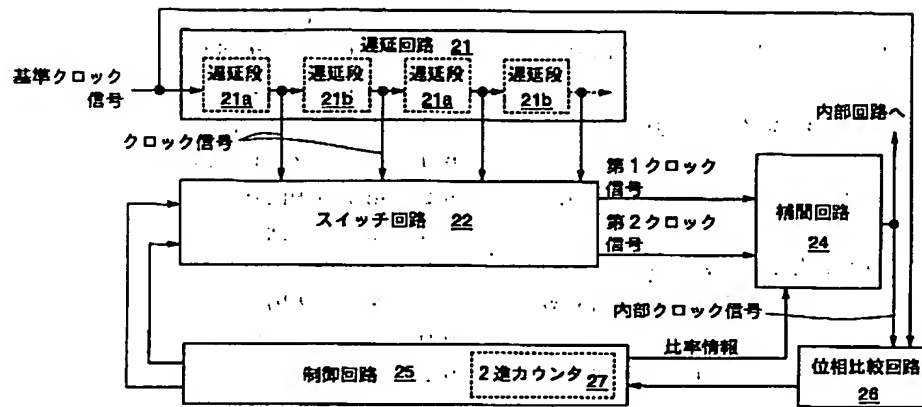 遅延回路 21
基準クロック
信号
遅延段
21a
遅延段
21b
遅延段
21a
遅延段
21b
クロック信号
内部回路へ
スイッチ回路 22
第1クロック
信号
第2クロック
信号
補間回路
24
内部クロック信号
比率情報
制御回路 25
2進カウンタ
27
位相比較回路
26